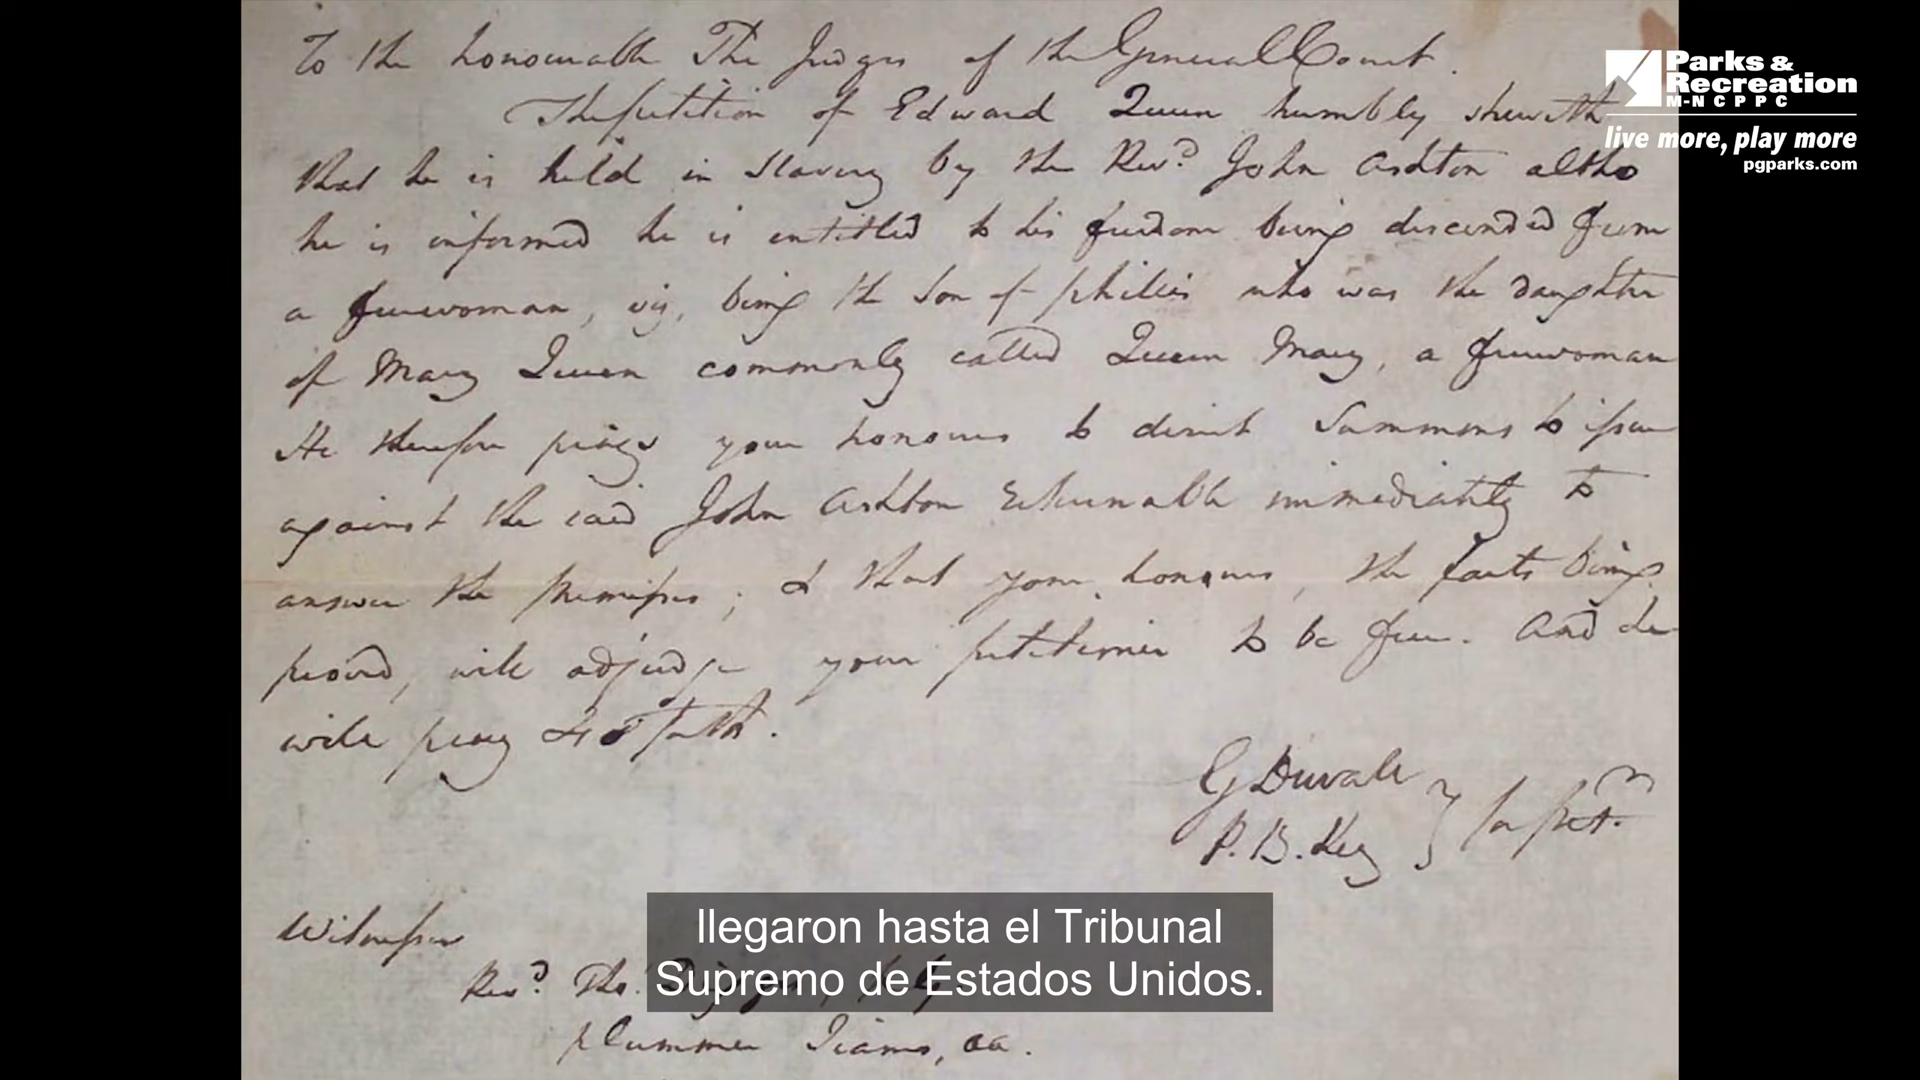 To the honourable The Judges of the General Court.
The petition of Edward Queen humbly sheweth
that he is held in Slavery by the Revd. John Ashton altho
he is informed he is entitled to his freedom being descended from
a freewoman, viz, being the Son of phillis who was the daughter
of Mary Queen commonly called Queen Mary, a freewoman
He therefore prays your honours to direct Summons to issue
against the said John Ashton returnable immediately to
answer the premises; & that your honours, the facts being
proved, will adjudge your petitioner to be free. And he
will pray &c
G Duvall
P. B. Key } for petr.
Witnesses
Revd. Tho.
plummer
Parks &
Recreation
M-NCPPC
live more, play more
pgparks.com
llegaron hasta el Tribunal
Supremo de Estados Unidos.